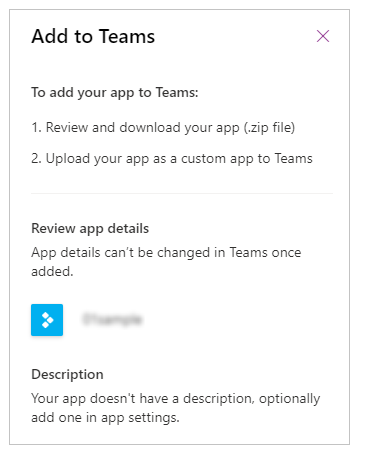 Add to Teams
To add your app to Teams:
1. Review and download your app (.zip file)
2. Upload your app as a custom app to Teams
Review app details
App details can't be changed in Teams once
added.
Description
Your app doesn't have a description, optionally
add one in app settings.